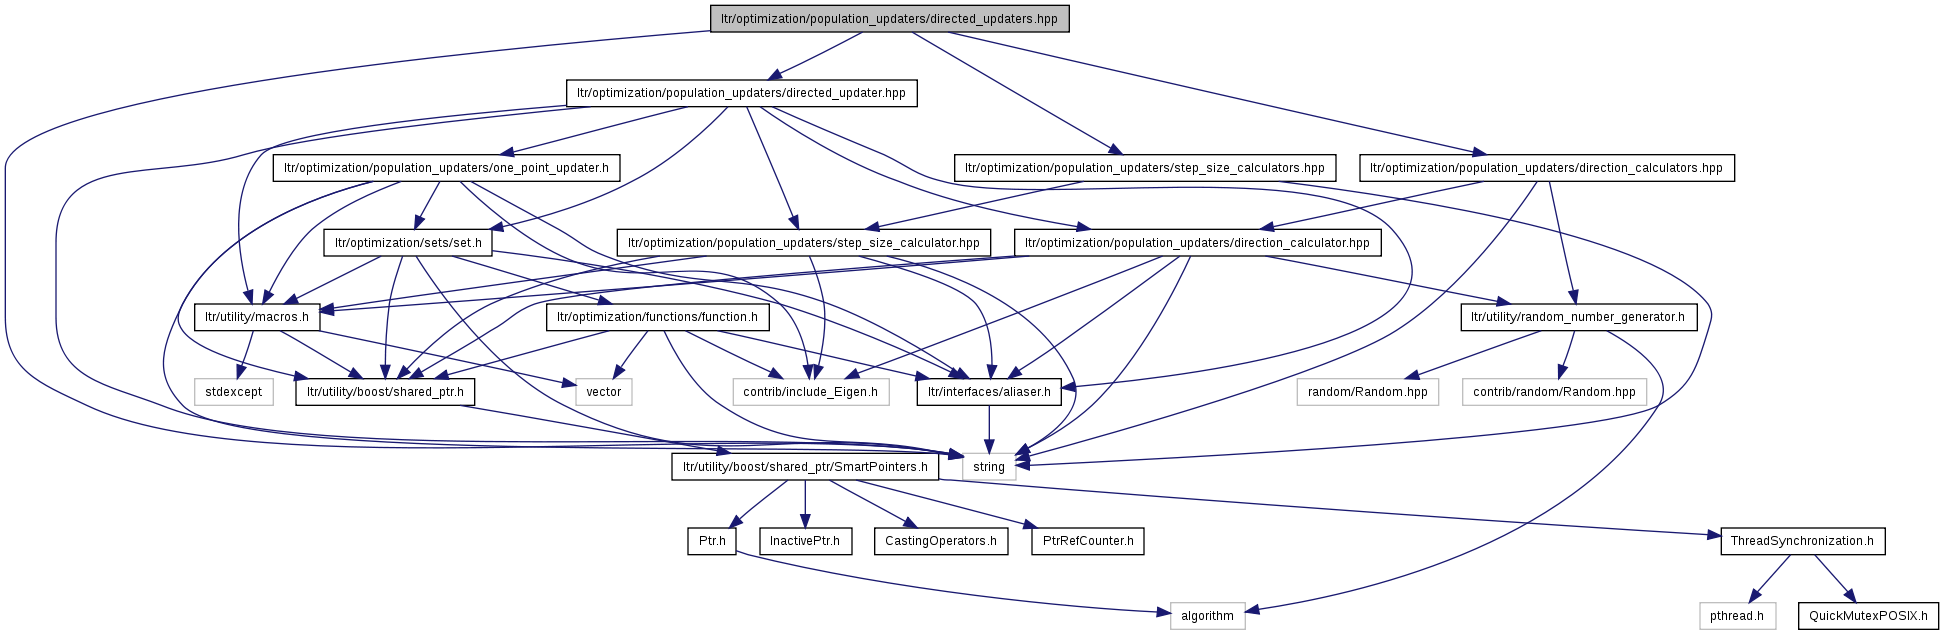 ltr/optimization/population_updaters/directed_updaters.hpp
ltr/optimization/population_updaters/directed_updater.hpp
ltr/optimization/population_updaters/one_point_updater.h
ltr/optimization/population_updaters/step_size_calculators.hpp
ltr/optimization/population_updaters/direction_calculators.hpp
ltr/optimization/sets/set.h
ltr/optimization/population_updaters/step_size_calculator.hpp
ltr/optimization/population_updaters/direction_calculator.hpp
ltr/utility/macros.h
ltr/optimization/functions/function.h
ltr/utility/random_number_generator.h
stdexcept
ltr/utility/boost/shared_ptr.h
vector
contrib/include_Eigen.h
ltr/interfaces/aliaser.h
random/Random.hpp
contrib/random/Random.hpp
ltr/utility/boost/shared_ptr/SmartPointers.h
string
Ptr.h
InactivePtr.h
CastingOperators.h
PtrRefCounter.h
ThreadSynchronization.h
algorithm
pthread.h
QuickMutexPOSIX.h